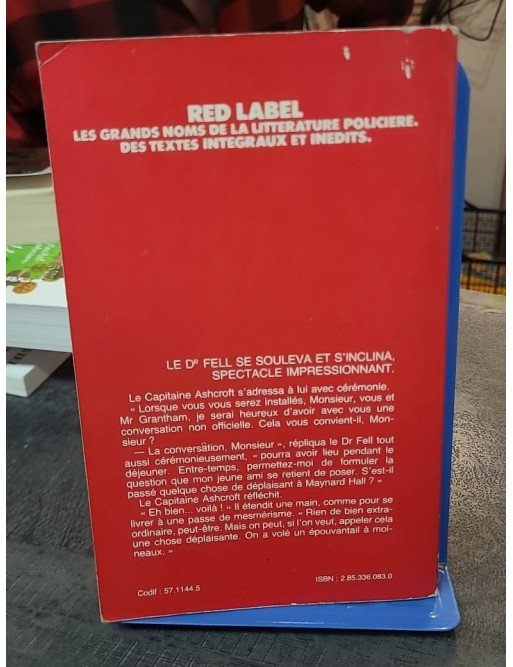 RED LABEL
LES GRANDS NOMS DE LA LITTERATURE POLICIERE.
DES TEXTES INTEGRAUX ET INEDITS.
LE Dr FELL SE SOULEVA ET S'INCLINA,
SPECTACLE IMPRESSIONNANT.
Le Capitaine Ashcroft s'adressa à lui avec cérémonie.
« Lorsque vous vous serez installés, Monsieur, vous et
Mr Grantham, je serai heureux d'avoir avec vous une
conversation non officielle. Cela vous convient-il, Mon-
sieur ?
— La conversation, Monsieur », répliqua le Dr Fell tout
aussi cérémonieusement, « pourra avoir lieu pendant le
déjeuner. Entre-temps, permettez-moi de formuler la
question que mon jeune ami se retient de poser. S'est-il
passé quelque chose de déplaisant à Maynard Hall ? »
Le Capitaine Ashcroft réfléchit.
« Eh bien... voilà ! » Il étendit une main, comme pour se
livrer à une passe de mesmérisme. « Rien de bien extra-
ordinaire, peut-être. Mais on peut, si l'on veut, appeler cela
une chose déplaisante. On a volé un épouvantail à moi-
neaux. »
Codif : 57.1144.5
ISBN : 2.85.336.083.0